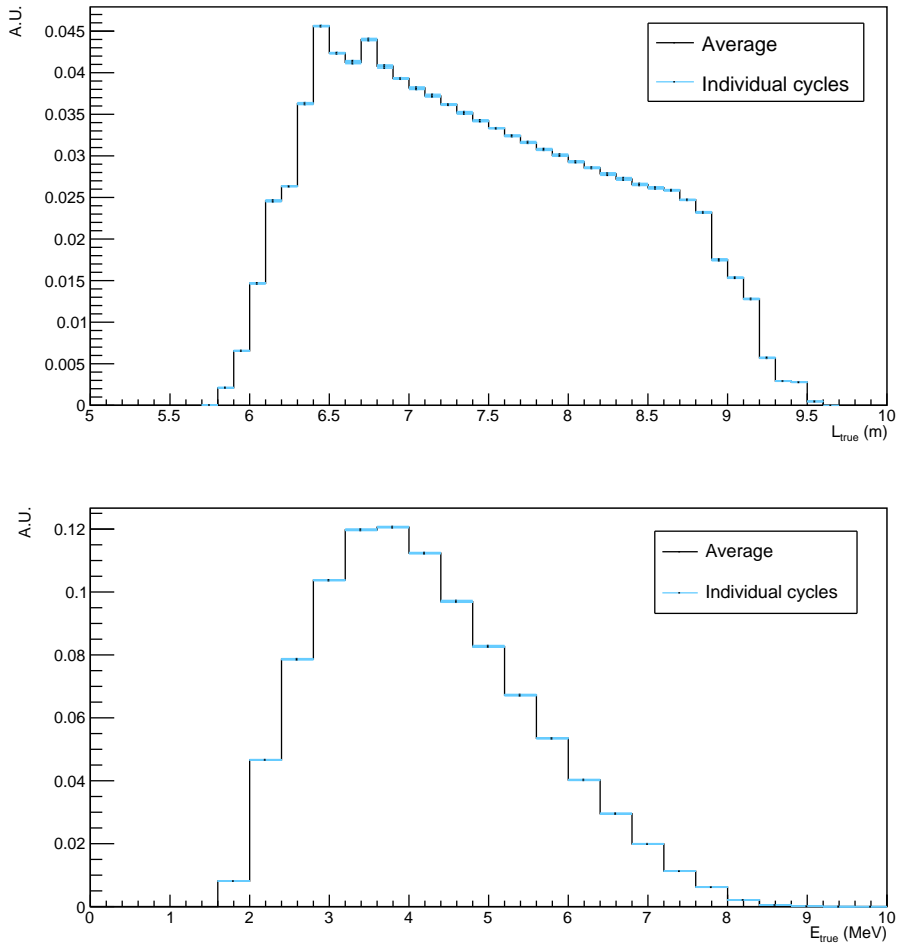 A.U.
0.045
0.04
0.035
0.03
0.025
0.02
0.015
0.01
0.005
0
5 5.5 6 6.5 7 7.5 8 8.5 9 9.5 10
L_true (m)
Average
Individual cycles
A.U.
0.12
0.1
0.08
0.06
0.04
0.02
0
0 1 2 3 4 5 6 7 8 9 10
E_true (MeV)
Average
Individual cycles